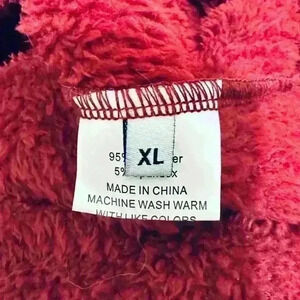 XL
95%
5%
MADE IN CHINA
MACHINE WASH WARM
WITH LIKE COLORS